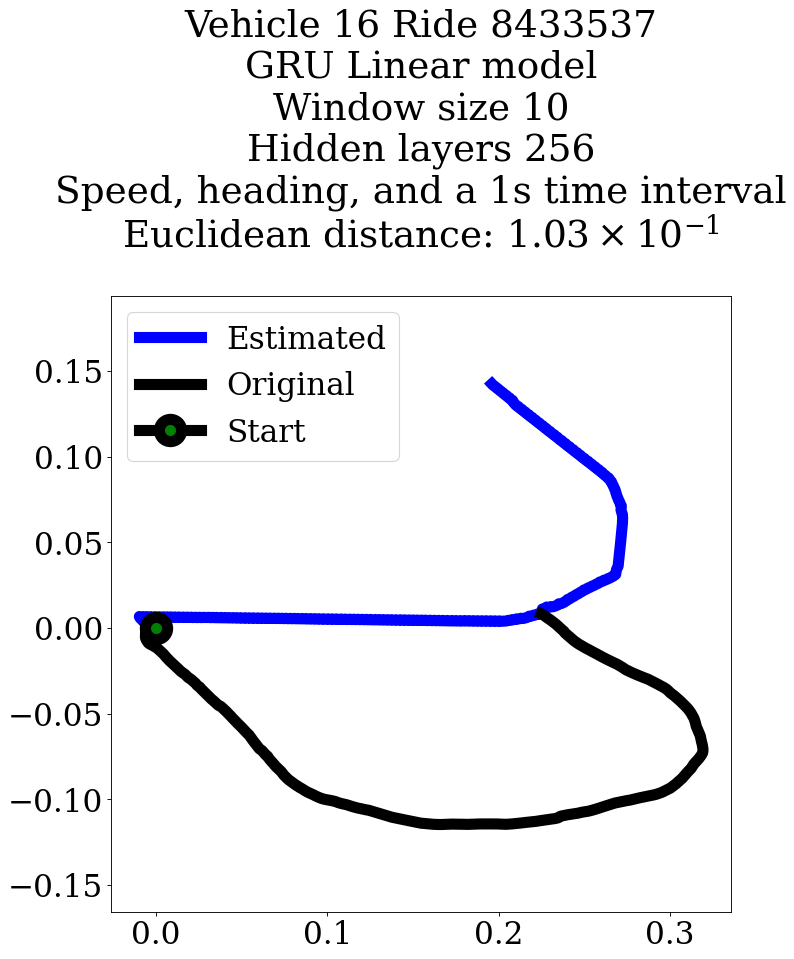 Vehicle 16 Ride 8433537
GRU Linear model
Window size 10
Hidden layers 256
Speed, heading, and a 1s time interval
Euclidean distance: 1.03 × 10⁻¹
Estimated
Original
Start
0.15
0.10
0.05
0.00
−0.05
−0.10
−0.15
0.0 0.1 0.2 0.3